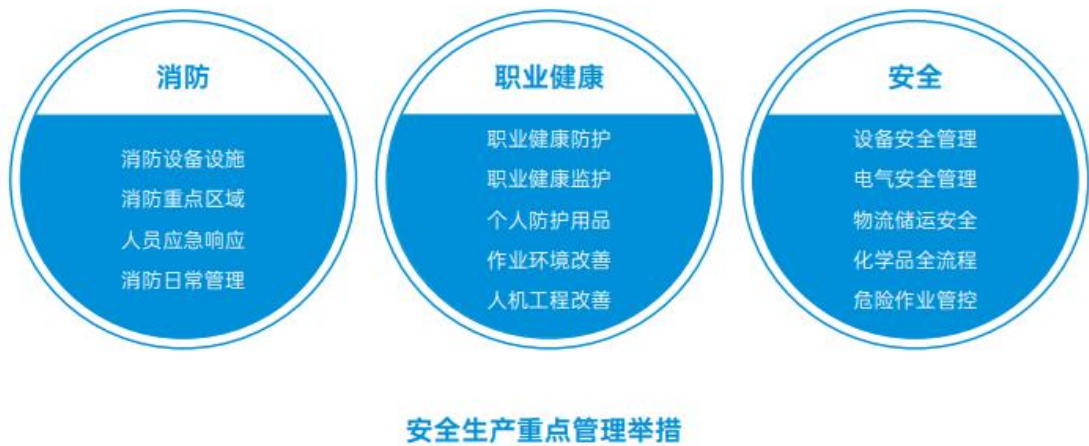 消防
消防设备设施
消防重点区域
人员应急响应
消防日常管理
职业健康
职业健康防护
职业健康监护
个人防护用品
作业环境改善
人机工程改善
安全
设备安全管理
电气安全管理
物流储运安全
化学品全流程
危险作业管控
安全生产重点管理举措